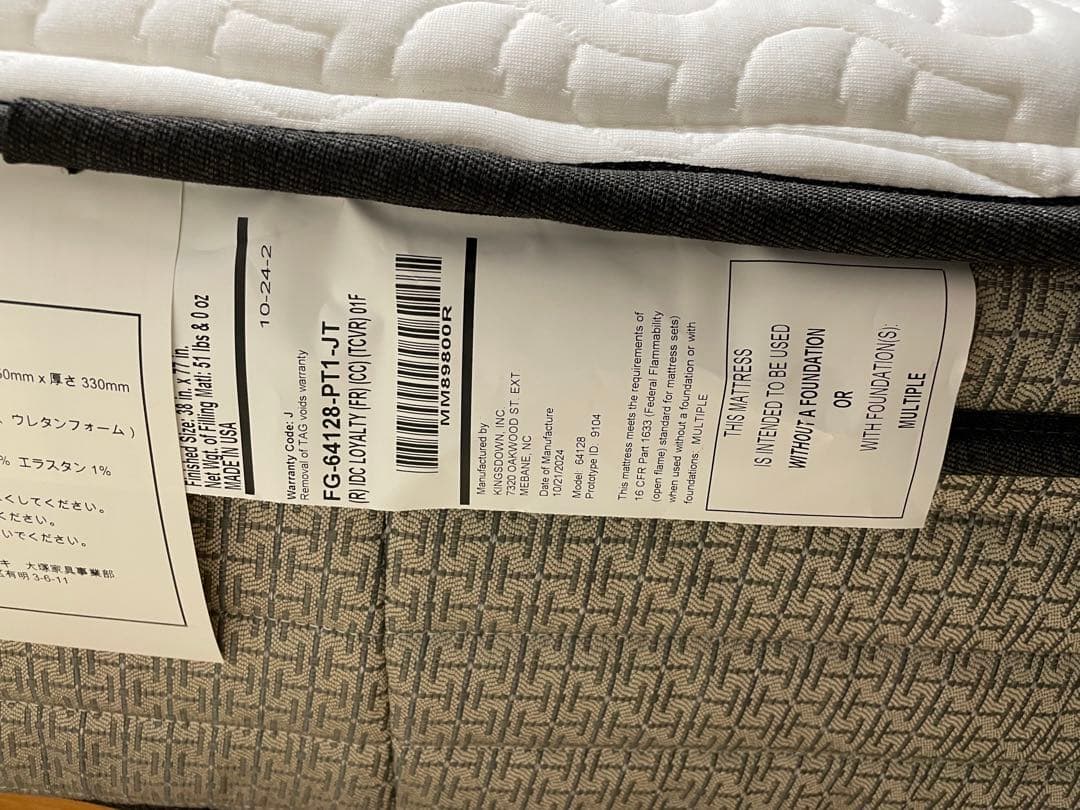 厚さ 330mm
ウレタンフォーム )
% エラスタン 1%
くしてください。
ください。
いでください。
キ 大塚家具事業部
区有明 3-6-11
Finished Size: 38 in. x 77 in.
Net Wgt. of Filling Matl: 51 lbs & 0 oz
MADE IN USA
10-24-2
Warranty Code: J
Removal of TAG voids warranty
FG-64128-PT1-JT
(R) IDC LOYALTY (FR) (CC) (TCVR) 01F
MM89800R
Manufactured by
KINGSDOWN, INC.
7320 OAKWOOD ST. EXT.
MEBANE, NC
Date of Manufacture
10/21/2024
Model 64128
Prototype ID 9104
This mattress meets the requirements of
16 CFR Part 1633 (Federal Flammability
(open flame) standard for mattress sets)
when used without a foundation or with
foundations: MULTIPLE
THIS MATTRESS
IS INTENDED TO BE USED
WITHOUT A FOUNDATION
OR
WITH FOUNDATION(S):
MULTIPLE